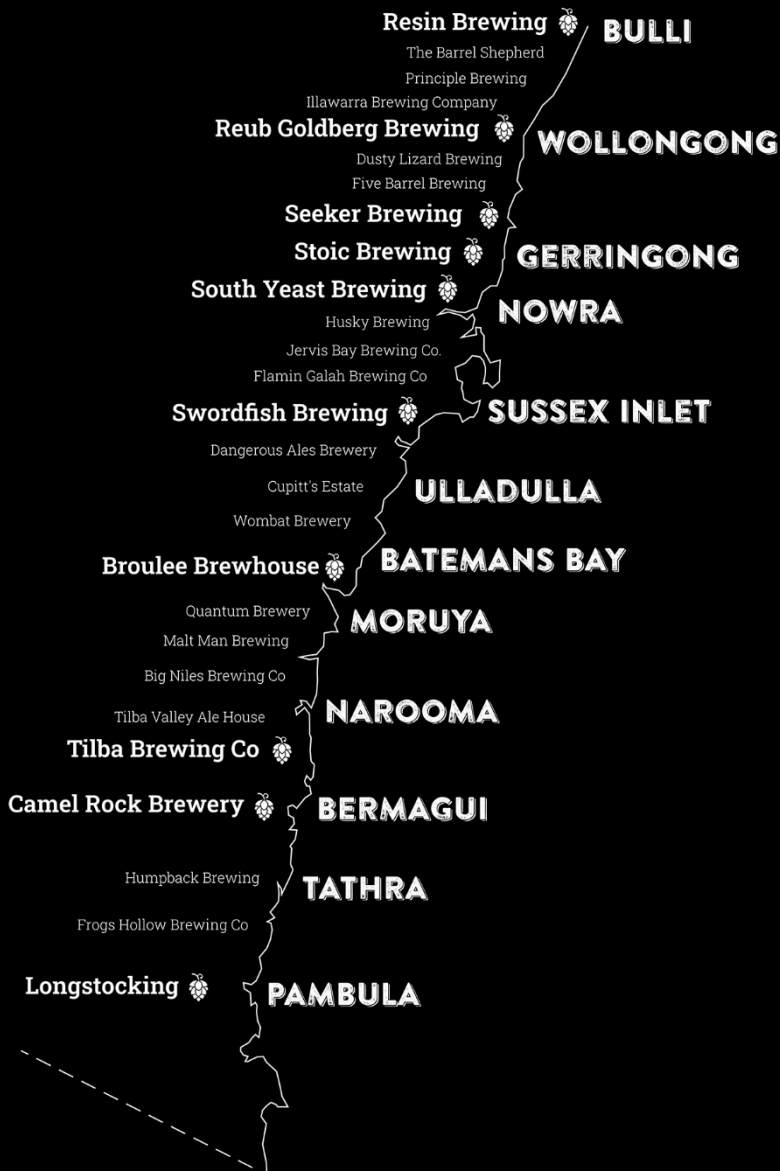 Resin Brewing
BULLI
The Barrel Shepherd
Principle Brewing
Illawarra Brewing Company
Reub Goldberg Brewing
WOLLONGONG
Dusty Lizard Brewing
Five Barrel Brewing
Seeker Brewing
Stoic Brewing
GERRINGONG
South Yeast Brewing
NOWRA
Husky Brewing
Jervis Bay Brewing Co.
Flamin Galah Brewing Co
Swordfish Brewing
SUSSEX INLET
Dangerous Ales Brewery
Cupitt's Estate
ULLADULLA
Wombat Brewery
Broulee Brewhouse
BATEMANS BAY
Quantum Brewery
MORUYA
Malt Man Brewing
Big Niles Brewing Co
Tilba Valley Ale House
NAROOMA
Tilba Brewing Co
Camel Rock Brewery
BERMAGUI
Humpback Brewing
TATHRA
Frogs Hollow Brewing Co
Longstocking
PAMBULA